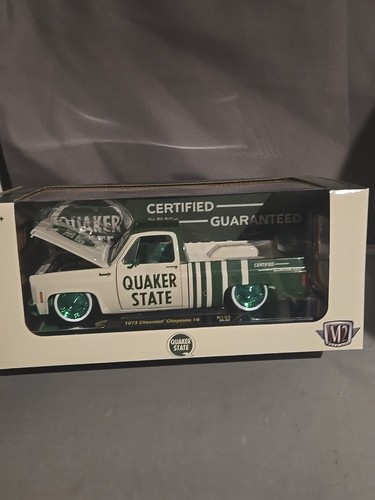 CERTIFIED
GUARANTEED
QUAKER
QUAKER
STATE
CERTIFIED
1973 Chevrolet Cheyenne 10
QUAKER
STATE
M2